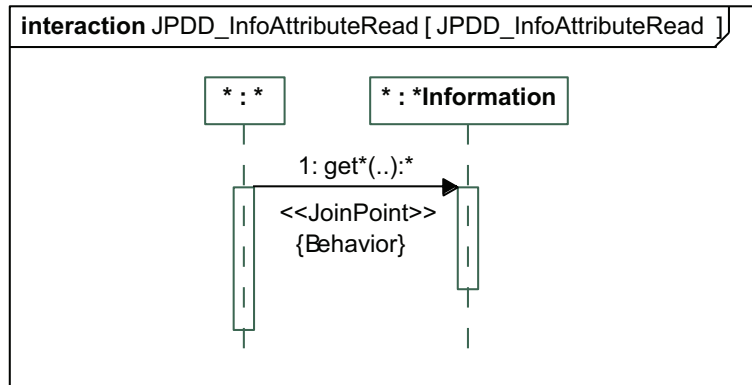 interaction JPDD_InfoAttributeRead [ JPDD_InfoAttributeRead ]
* : *
* : *Information
1: get*(..):*
<<JoinPoint>>
{Behavior}